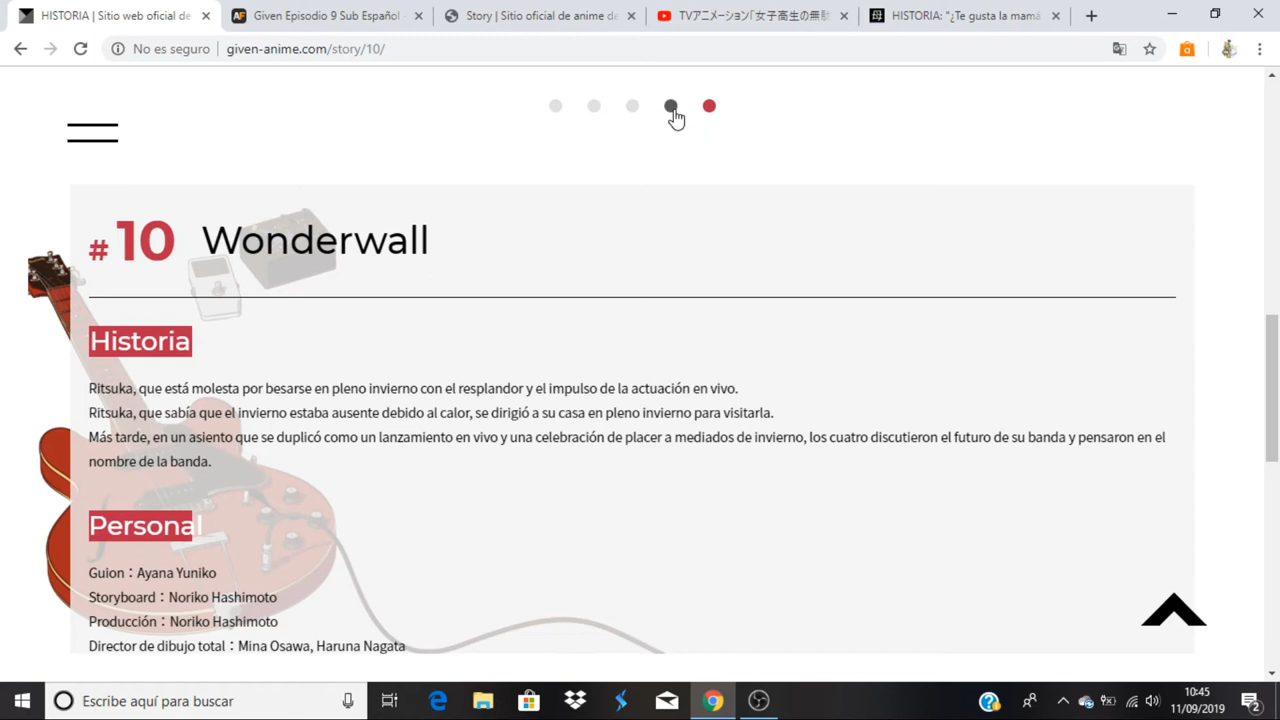 HISTORIA | Sitio web oficial de
Given Episodio 9 Sub Español
Story | Sitio oficial de anime de
TVアニメーション「女子高生の無駄
HISTORIA: "¿Te gusta la mamá
No es seguro
given-anime.com/story/10/
#10 Wonderwall
Historia
Ritsuka, que está molesta por besarse en pleno invierno con el resplandor y el impulso de la actuación en vivo.
Ritsuka, que sabía que el invierno estaba ausente debido al calor, se dirigió a su casa en pleno invierno para visitarla.
Más tarde, en un asiento que se duplicó como un lanzamiento en vivo y una celebración de placer a mediados de invierno, los cuatro discutieron el futuro de su banda y pensaron en el
nombre de la banda.
Personal
Guion：Ayana Yuniko
Storyboard：Noriko Hashimoto
Producción：Noriko Hashimoto
Director de dibujo total：Mina Osawa, Haruna Nagata
Escribe aquí para buscar
10:45
11/09/2019
2